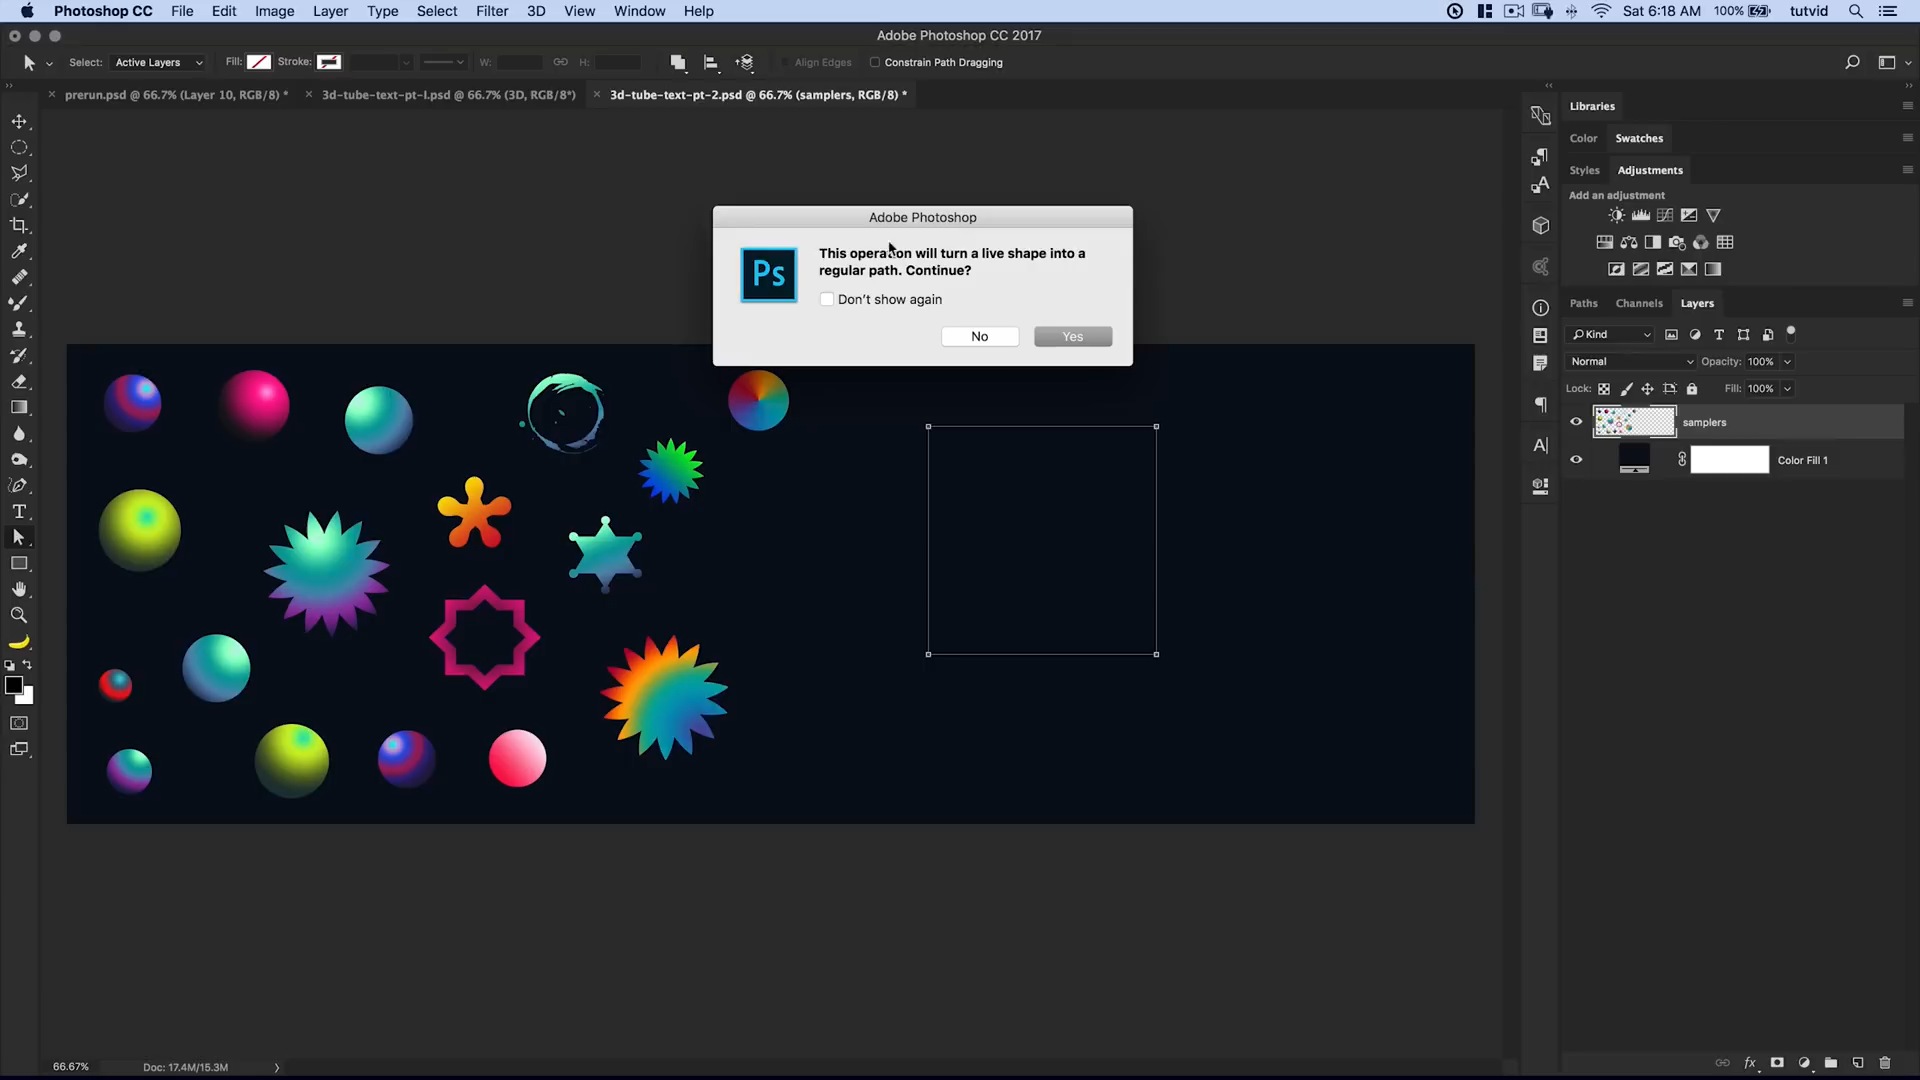 Photoshop CC File Edit Image Layer Type Select Filter 3D View Window Help Sat 6:18 AM 100% tutvid
Adobe Photoshop CC 2017
Select: Active Layers Fill: Stroke: W: H: Align Edges Constrain Path Dragging
prerun.psd @ 66.7% (Layer 10, RGB/8) * 3d-tube-text-pt-1.psd @ 66.7% (3D, RGB/8*) 3d-tube-text-pt-2.psd @ 66.7% (samplers, RGB/8) *
Libraries
Color Swatches
Styles Adjustments
Add an adjustment
Adobe Photoshop
Ps
This operation will turn a live shape into a
regular path. Continue?
Don't show again
No Yes
Paths Channels Layers
Kind
Normal Opacity: 100%
Lock: Fill: 100%
samplers
Color Fill 1
66.67% Doc: 17.4M/15.3M